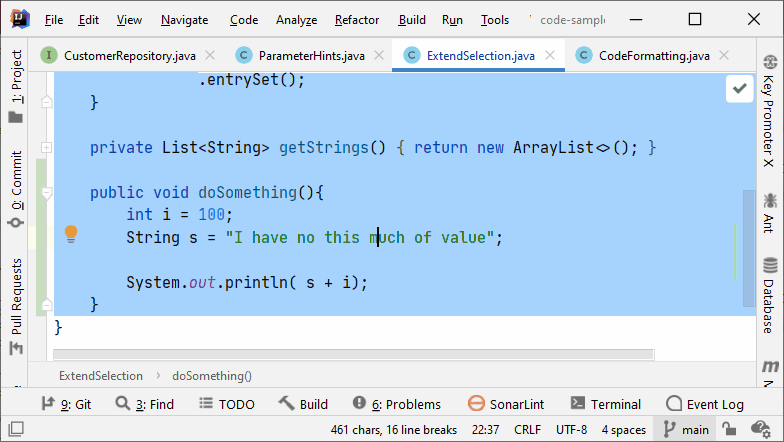 File Edit View Navigate Code Analyze Refactor Build Run Tools code-sample
CustomerRepository.java ParameterHints.java ExtendSelection.java CodeFormatting.java
.entrySet();
}
private List<String> getStrings() { return new ArrayList<>(); }
public void doSomething(){
int i = 100;
String s = "I have no this much of value";
System.out.println( s + i);
}
}
ExtendSelection › doSomething()
1: Project
0: Commit
Pull Requests
Key Promoter X
Ant
Database
9: Git 3: Find TODO Build 6: Problems SonarLint Terminal Event Log
461 chars, 16 line breaks 22:37 CRLF UTF-8 4 spaces main